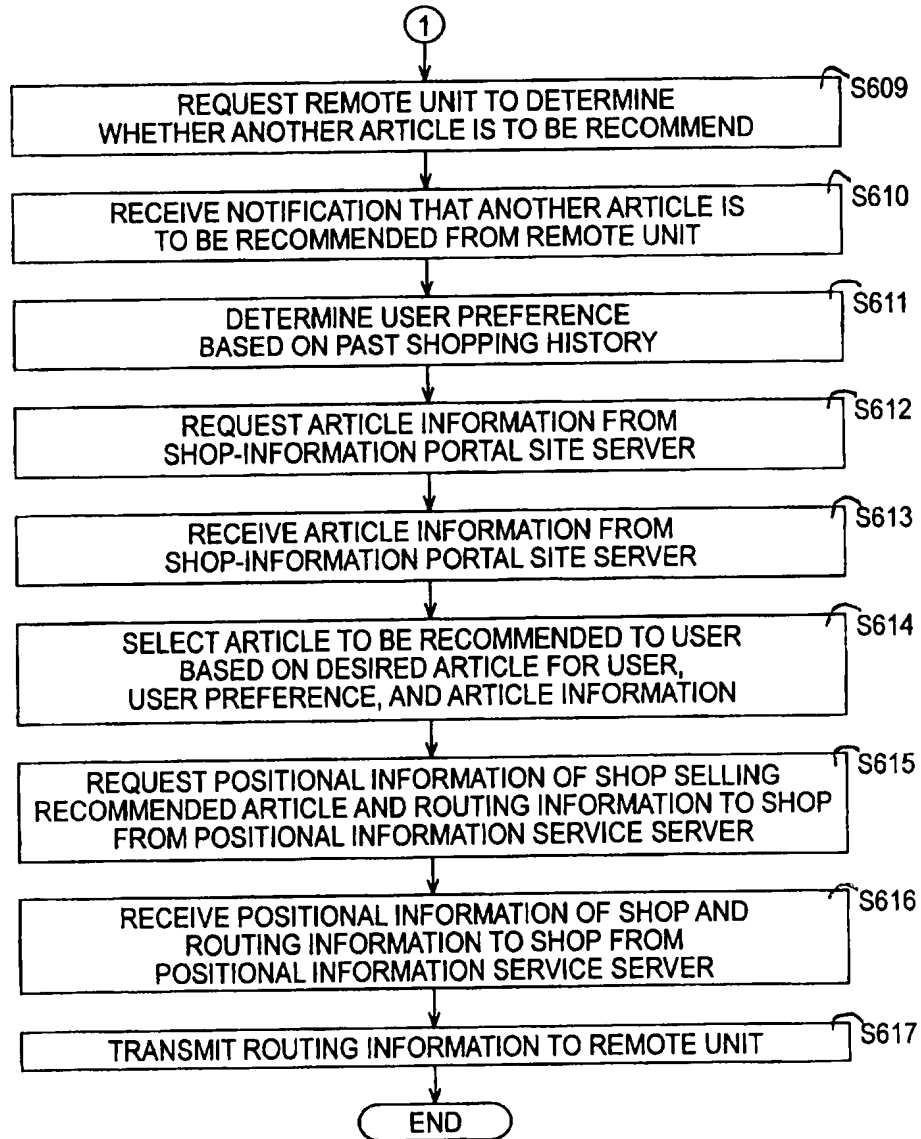 1
REQUEST REMOTE UNIT TO DETERMINE
WHETHER ANOTHER ARTICLE IS TO BE RECOMMEND
S609
RECEIVE NOTIFICATION THAT ANOTHER ARTICLE IS
TO BE RECOMMENDED FROM REMOTE UNIT
S610
DETERMINE USER PREFERENCE
BASED ON PAST SHOPPING HISTORY
S611
REQUEST ARTICLE INFORMATION FROM
SHOP-INFORMATION PORTAL SITE SERVER
S612
RECEIVE ARTICLE INFORMATION FROM
SHOP-INFORMATION PORTAL SITE SERVER
S613
SELECT ARTICLE TO BE RECOMMENDED TO USER
BASED ON DESIRED ARTICLE FOR USER,
USER PREFERENCE, AND ARTICLE INFORMATION
S614
REQUEST POSITIONAL INFORMATION OF SHOP SELLING
RECOMMENDED ARTICLE AND ROUTING INFORMATION TO SHOP
FROM POSITIONAL INFORMATION SERVICE SERVER
S615
RECEIVE POSITIONAL INFORMATION OF SHOP AND
ROUTING INFORMATION TO SHOP FROM
POSITIONAL INFORMATION SERVICE SERVER
S616
TRANSMIT ROUTING INFORMATION TO REMOTE UNIT
S617
END